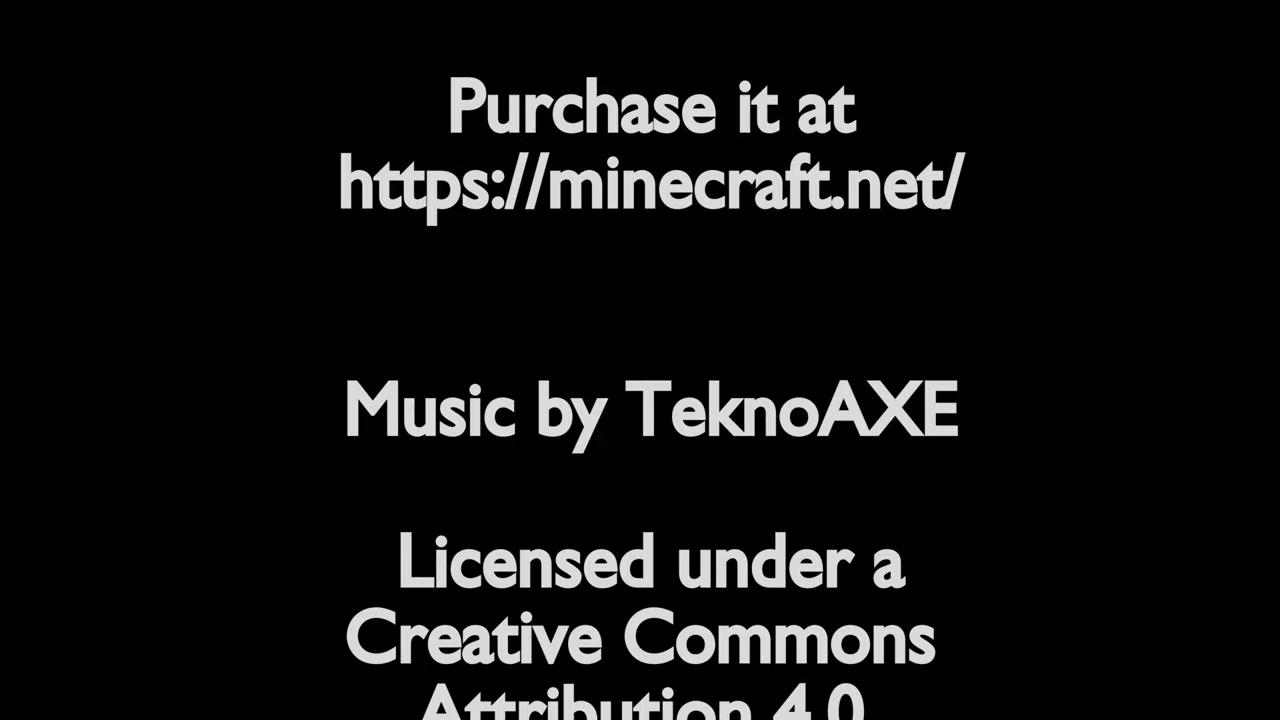 Purchase it at
https://minecraft.net/
Music by TeknoAXE
Licensed under a
Creative Commons
Attribution 4.0